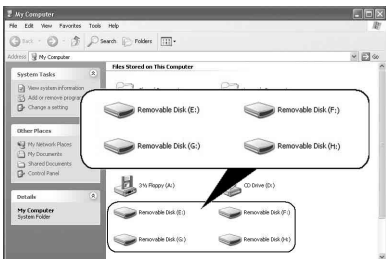 My Computer
File Edit View Favorites Tools Help
Back Search Folders
Address My Computer Go
Files Stored on This Computer
System Tasks
View system information
Add or remove program
Change a setting
Removable Disk (E:) Removable Disk (F:)
Removable Disk (G:) Removable Disk (H:)
Other Places
My Network Places
My Documents
Shared Documents
Control Panel
3½ Floppy (A:) CD Drive (D:)
Details
My Computer
System Folder
Removable Disk (E:) Removable Disk (F:)
Removable Disk (G:) Removable Disk (H:)